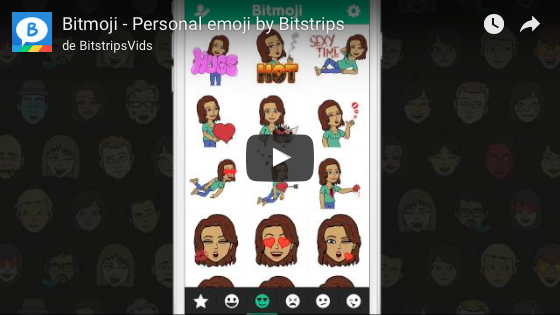 Bitmoji - Personal emoji by Bitstrips
de BitstripsVids
B
Bitmoji
HUGS
HOT
SEXY
TIME